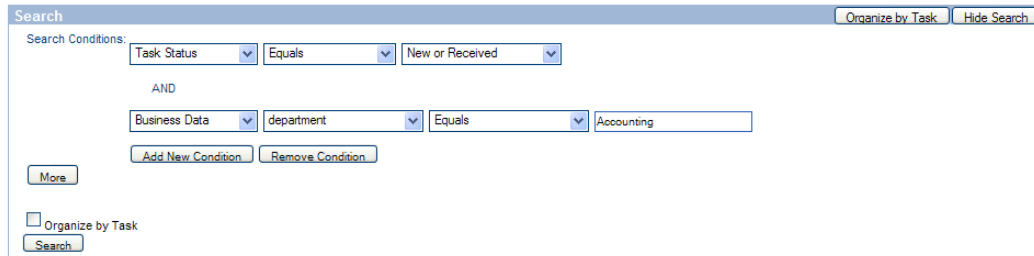 Search Organize by Task Hide Search
Search Conditions:
Task Status Equals New or Received
AND
Business Data department Equals Accounting
Add New Condition Remove Condition
More
Organize by Task
Search